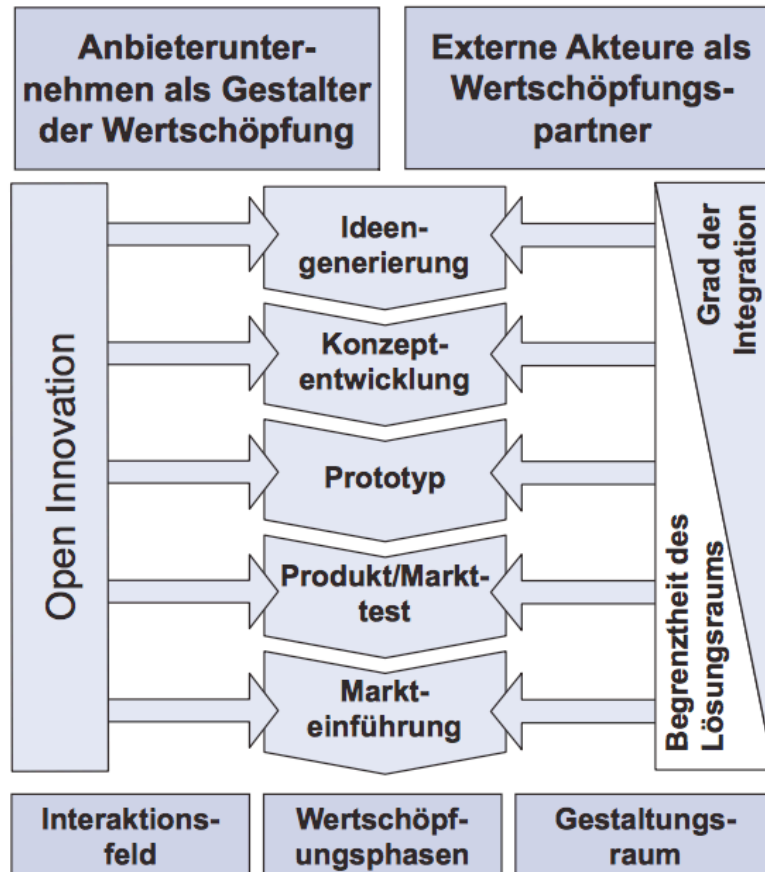 Anbieterunter-
nehmen als Gestalter
der Wertschöpfung
Externe Akteure als
Wertschöpfungs-
partner
Open Innovation
Ideen-
generierung
Konzept-
entwicklung
Prototyp
Produkt/Markt-
test
Markt-
einführung
Grad der
Integration
Begrenztheit des
Lösungsraums
Interaktions-
feld
Wertschöpf-
ungsphasen
Gestaltungs-
raum